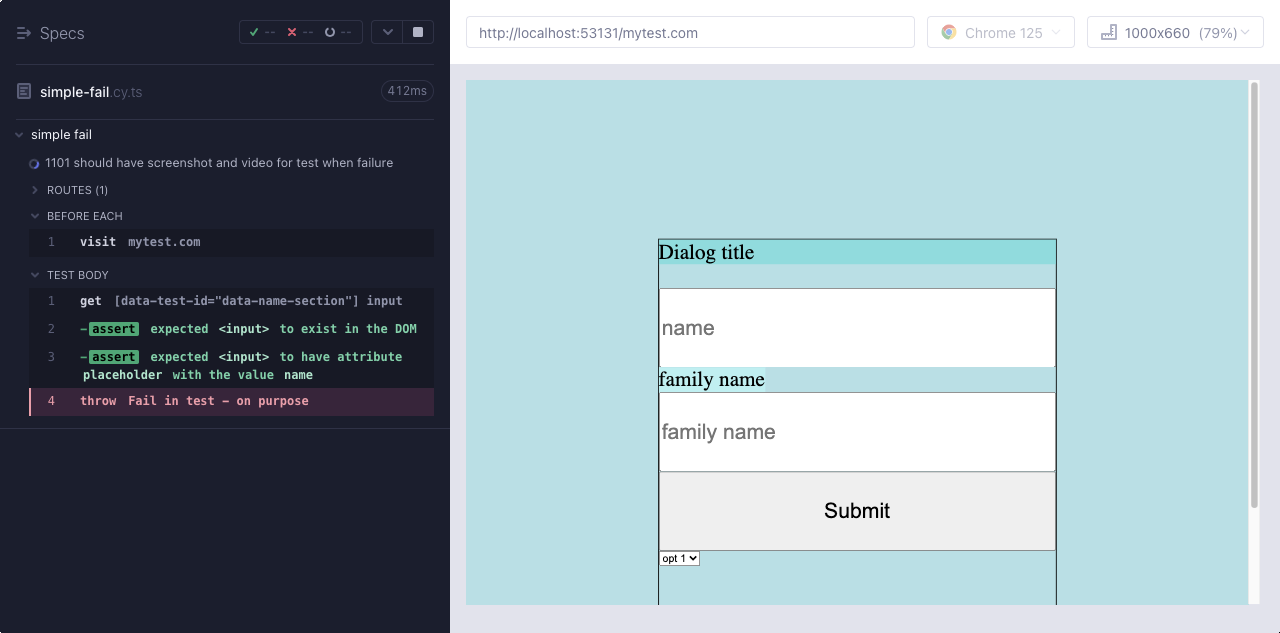 Specs
-- -- --
simple-fail.cy.ts 412ms
simple fail
1101 should have screenshot and video for test when failure
ROUTES (1)
BEFORE EACH
1 visit mytest.com
TEST BODY
1 get [data-test-id="data-name-section"] input
2 -assert expected <input> to exist in the DOM
3 -assert expected <input> to have attribute
placeholder with the value name
4 throw Fail in test - on purpose
http://localhost:53131/mytest.com
Chrome 125
1000x660 (79%)
Dialog title
name
family name
family name
Submit
opt 1